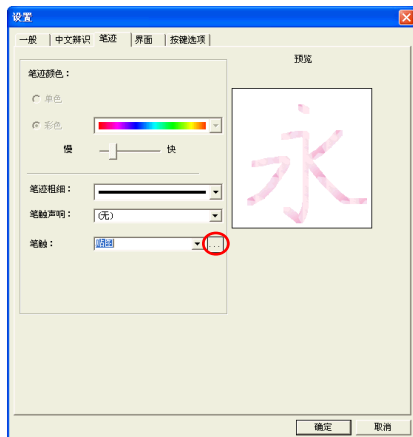 设置
一般 中文辨识 笔迹 界面 按键选项
预览
笔迹颜色：
单色
彩色
慢 快
笔迹粗细：
笔触声响： (无)
笔触： 贴图 ...
永
确定 取消